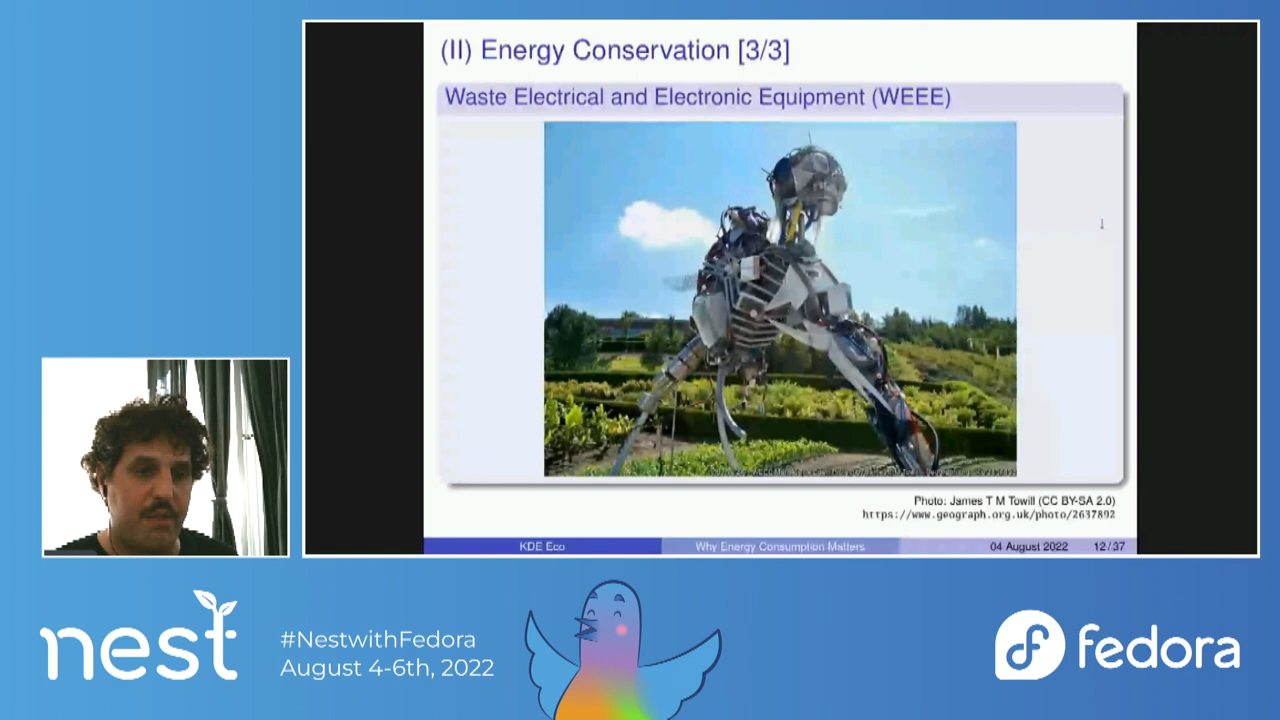 (II) Energy Conservation [3/3]
Waste Electrical and Electronic Equipment (WEEE)
Photo: James T M Towill (CC BY-SA 2.0)
https://www.geograph.org.uk/photo/2637892
KDE Eco
Why Energy Consumption Matters
04 August 2022
12/37
nest
#NestwithFedora
August 4-6th, 2022
fedora